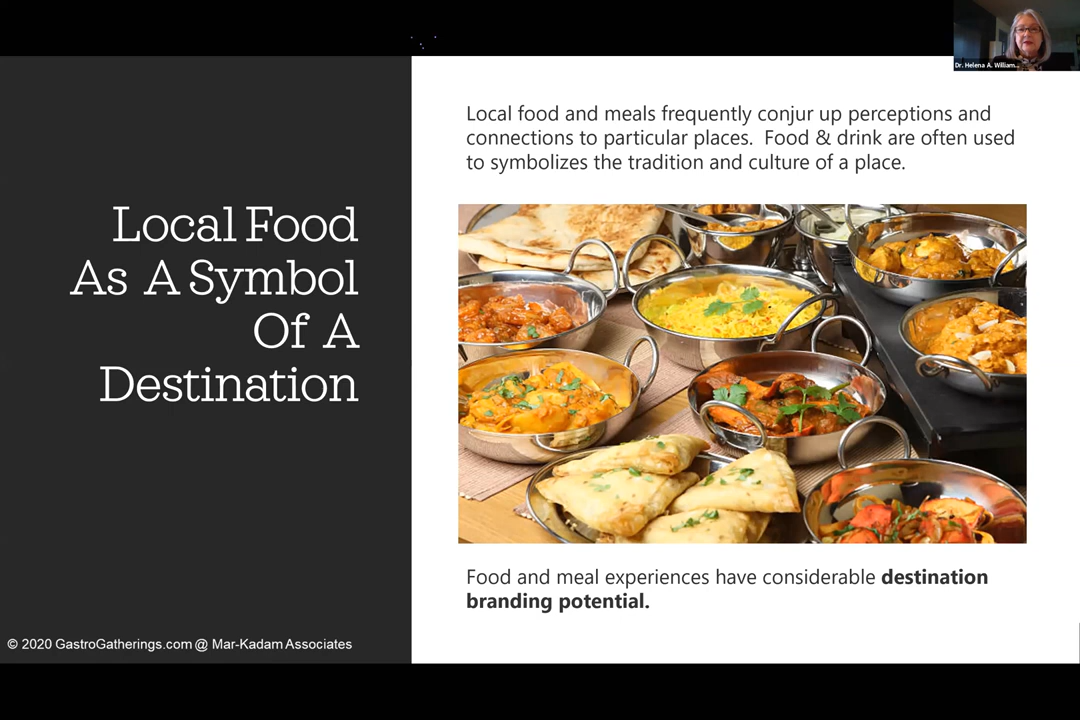 Dr. Helena A. William...
Local Food
As A Symbol
Of A
Destination
Local food and meals frequently conjur up perceptions and
connections to particular places.  Food & drink are often used
to symbolizes the tradition and culture of a place.
Food and meal experiences have considerable destination
branding potential.
© 2020 GastroGatherings.com @ Mar-Kadam Associates